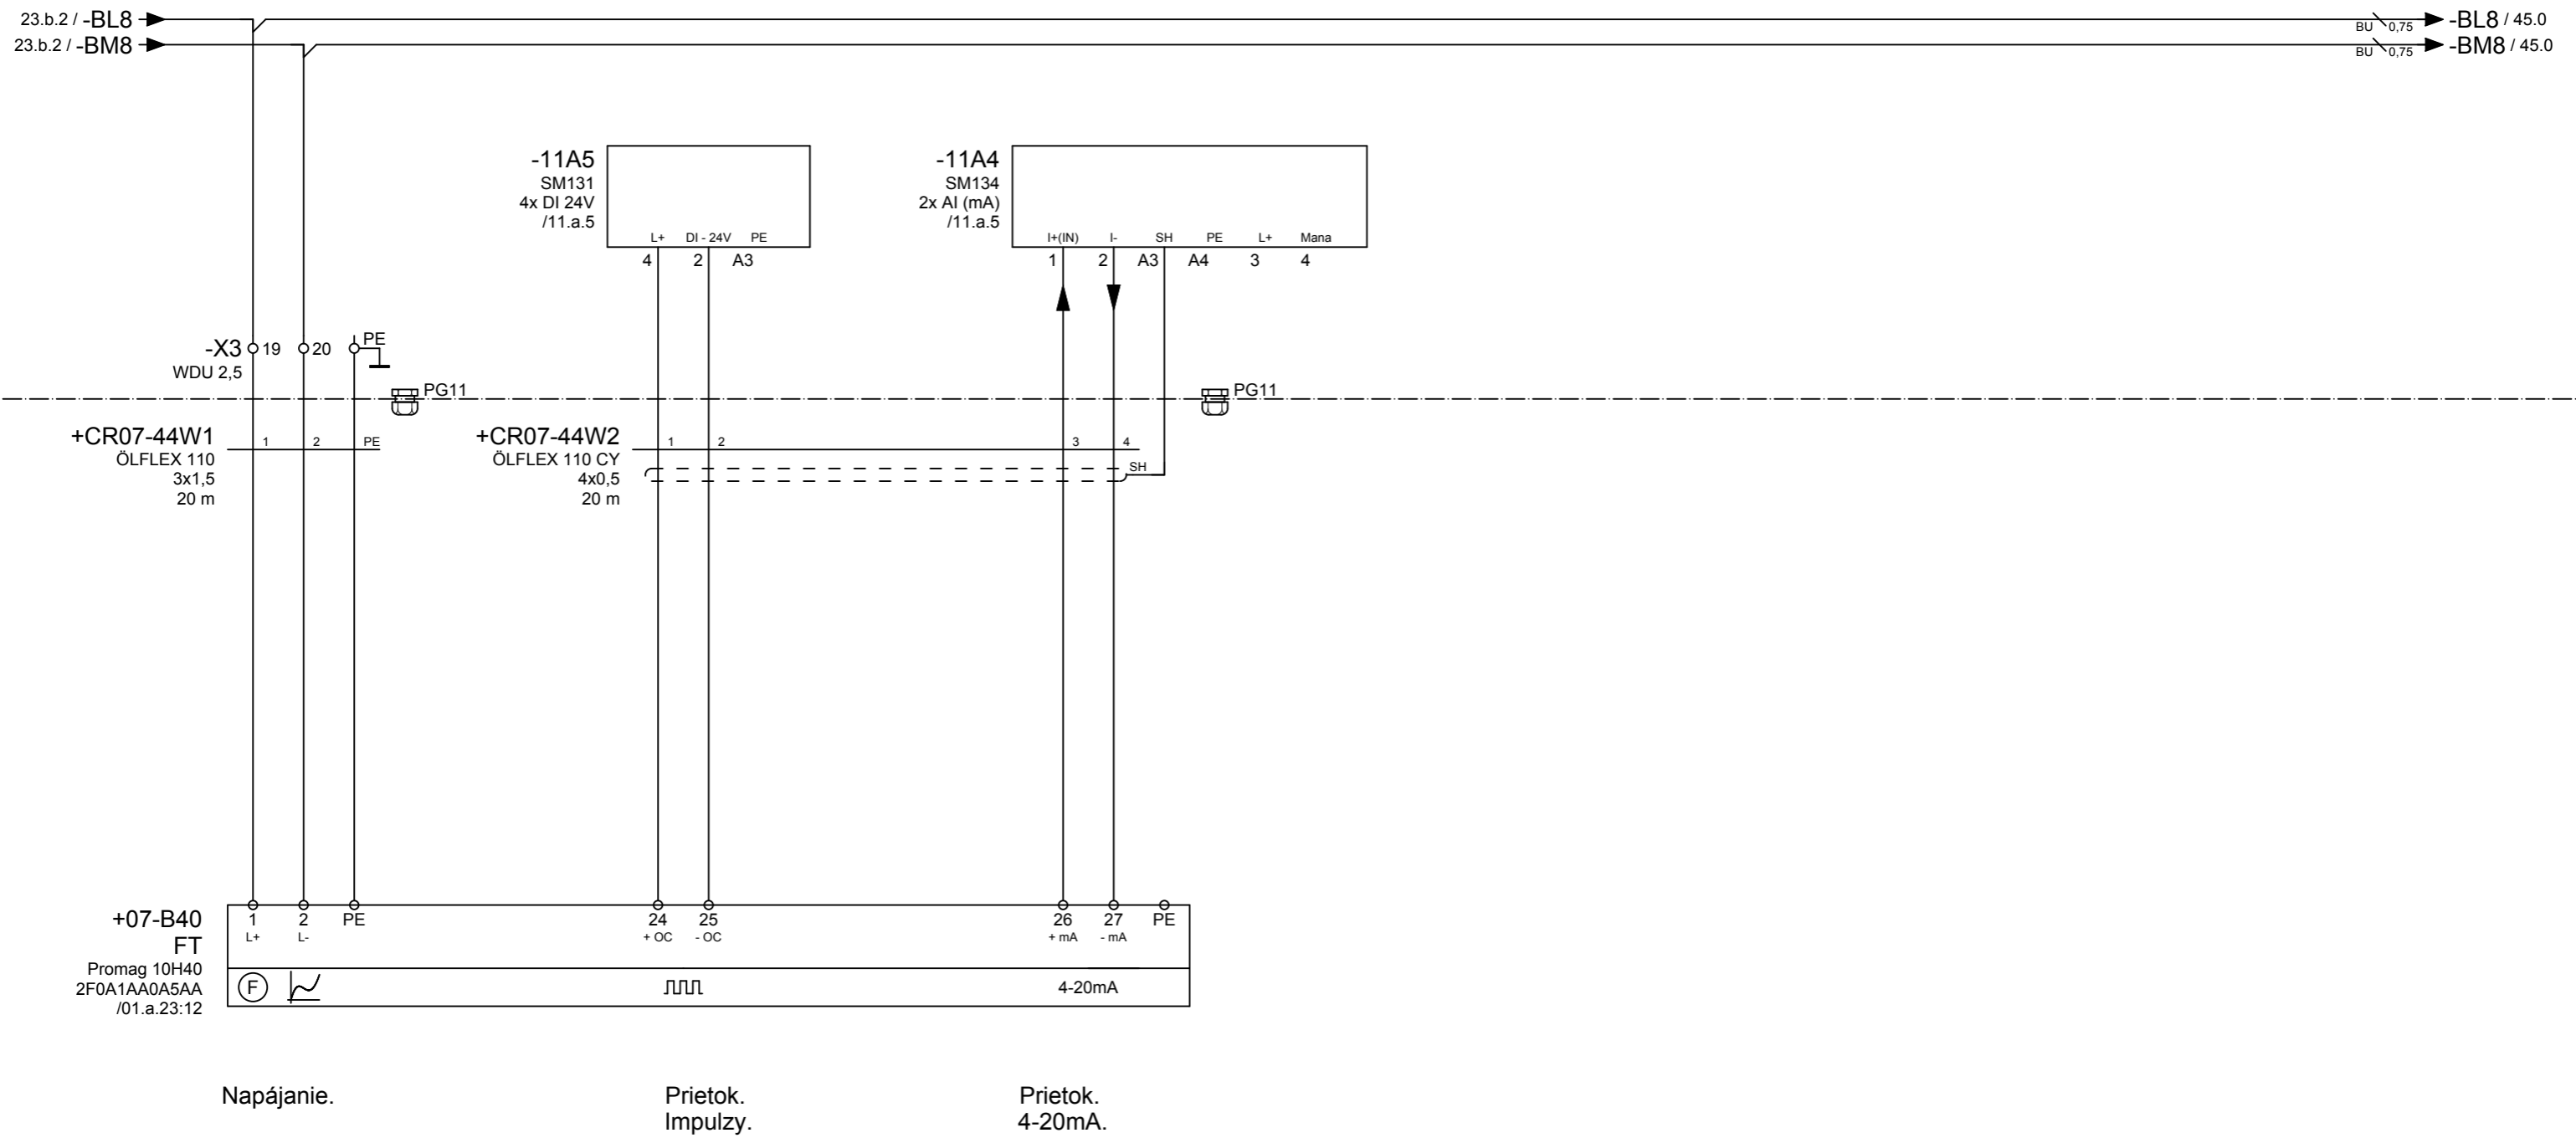 23.b.2 / -BL8
BU 0,75 -BL8 / 45.0
23.b.2 / -BM8
BU 0,75 -BM8 / 45.0
-11A5
SM131
4x DI 24V
/11.a.5
L+ DI - 24V PE
4 2 A3
-11A4
SM134
2x AI (mA)
/11.a.5
I+(IN) I- SH PE L+ Mana
1 2 A3 A4 3 4
-X3 19 20 PE
WDU 2,5
PG11
PG11
+CR07-44W1 1 2 PE
ÖLFLEX 110
3x1,5
20 m
+CR07-44W2 1 2 3 4
ÖLFLEX 110 CY SH
4x0,5
20 m
+07-B40
FT
Promag 10H40
2F0A1AA0A5AA
/01.a.23:12
1 2 PE 24 25 26 27 PE
L+ L- + OC - OC + mA - mA
F 4-20mA
Napájanie.
Prietok.
Impulzy.
Prietok.
4-20mA.